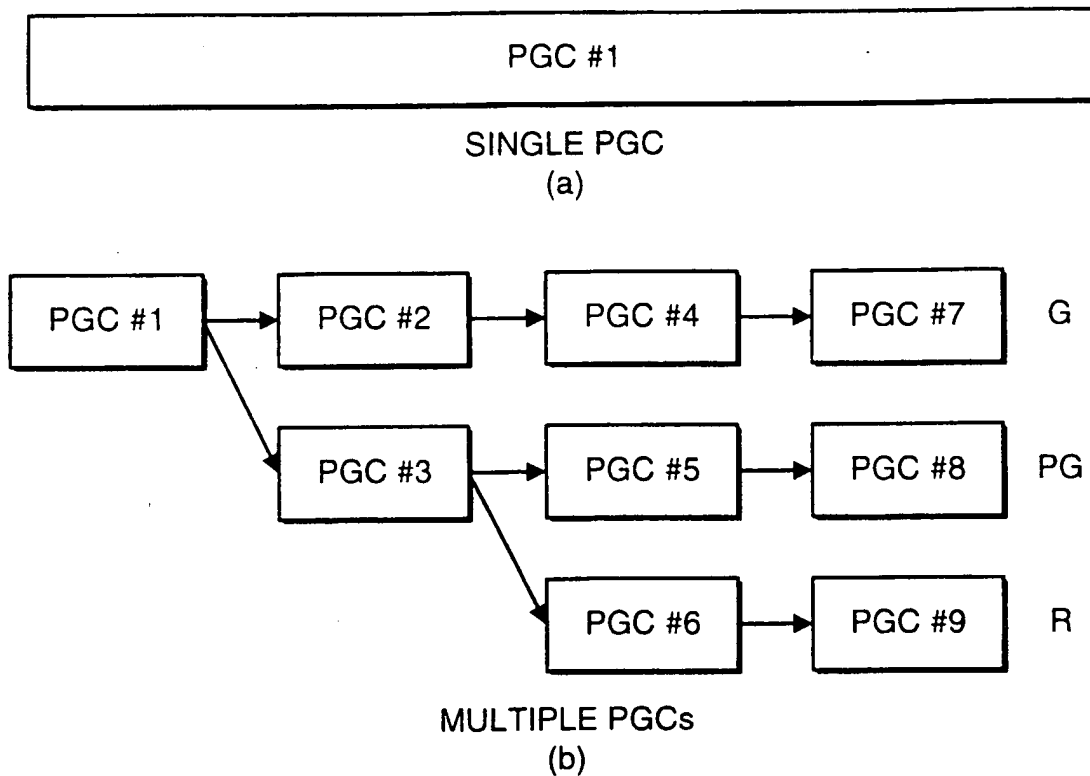 PGC #1
SINGLE PGC
(a)
PGC #1 PGC #2 PGC #4 PGC #7 G
PGC #3 PGC #5 PGC #8 PG
PGC #6 PGC #9 R
MULTIPLE PGCs
(b)